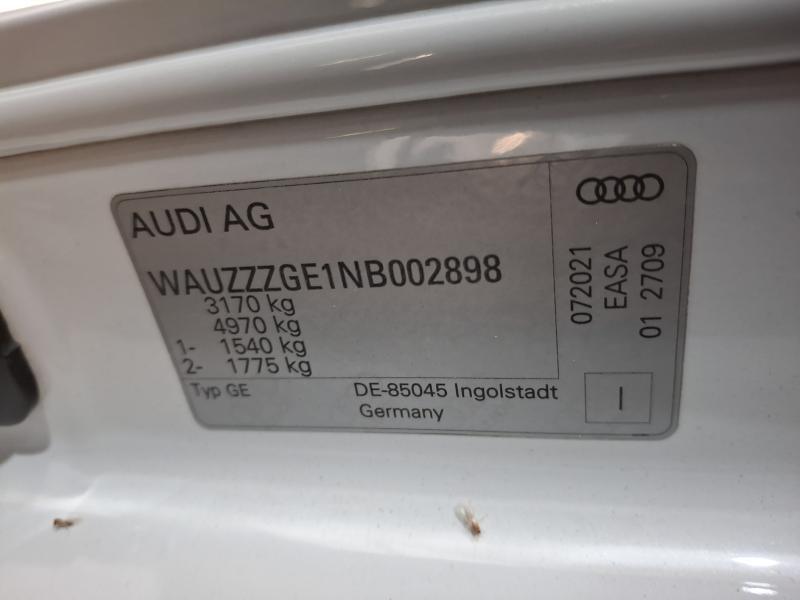 AUDI AG
WAUZZZGE1NB002898
3170 kg
4970 kg
1- 1540 kg
2- 1775 kg
Typ GE
DE-85045 Ingolstadt
Germany
072021
EASA
01 2709
I